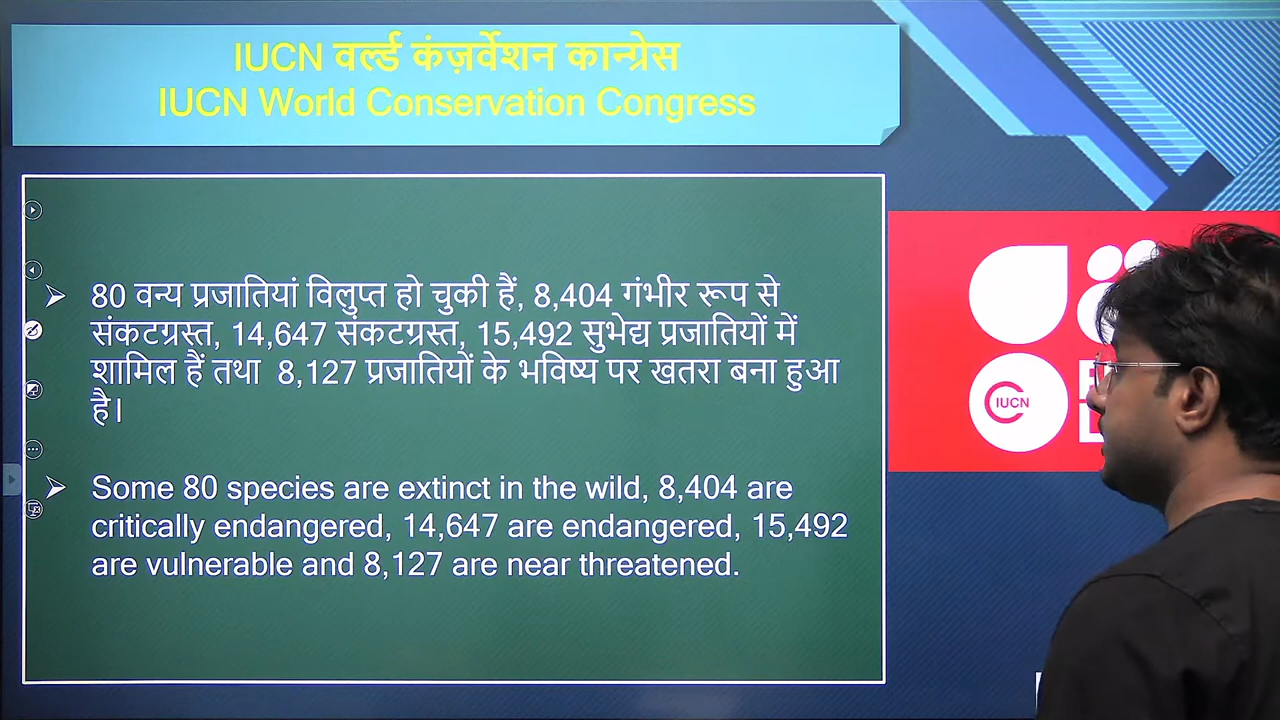 IUCN वर्ल्ड कंज़र्वेशन कान्ग्रेस
IUCN World Conservation Congress
80 वन्य प्रजातियां विलुप्त हो चुकी हैं, 8,404 गंभीर रूप से
संकटग्रस्त, 14,647 संकटग्रस्त, 15,492 सुभेद्य प्रजातियों में
शामिल हैं तथा 8,127 प्रजातियों के भविष्य पर खतरा बना हुआ
है।
Some 80 species are extinct in the wild, 8,404 are
critically endangered, 14,647 are endangered, 15,492
are vulnerable and 8,127 are near threatened.
IUCN